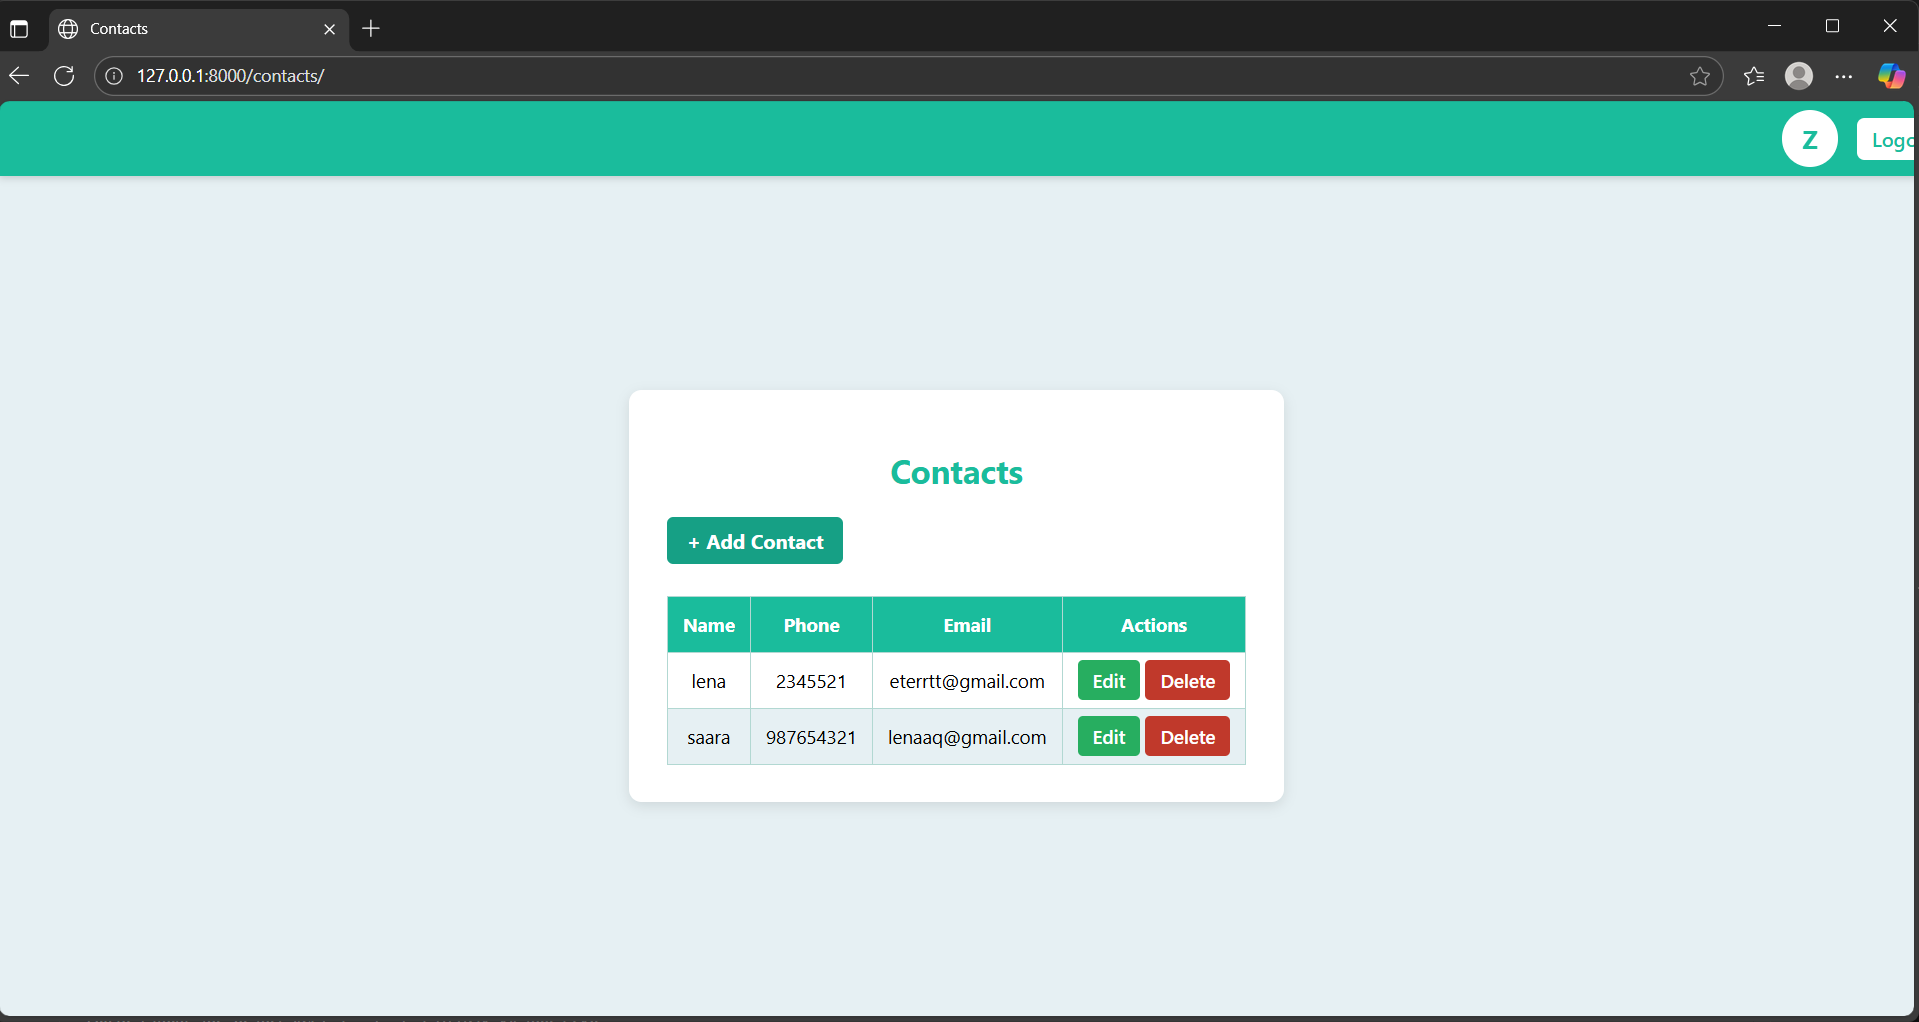 Contacts
127.0.0.1:8000/contacts/
Z Logo
Contacts
+ Add Contact
Name Phone Email Actions
lena 2345521 eterrtt@gmail.com Edit Delete
saara 987654321 lenaaq@gmail.com Edit Delete